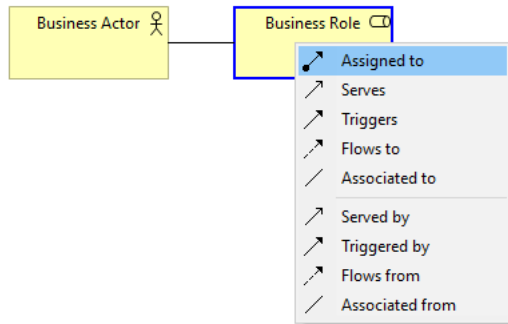 Business Actor
Business Role
Assigned to
Serves
Triggers
Flows to
Associated to
Served by
Triggered by
Flows from
Associated from